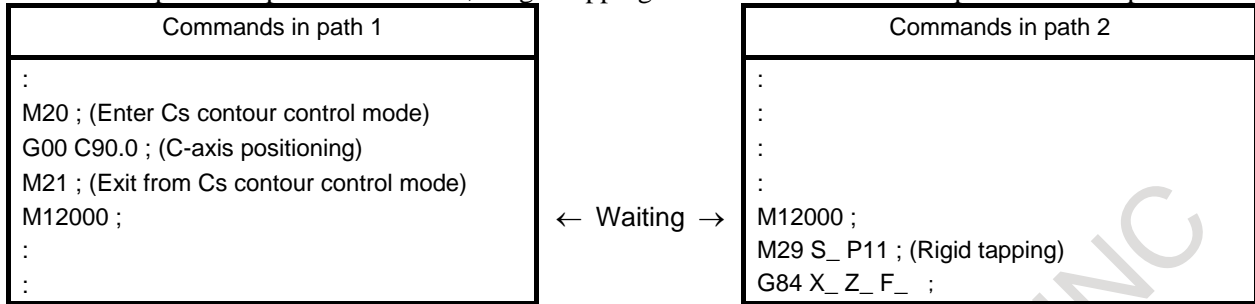 Commands in path 1
:
M20 ; (Enter Cs contour control mode)
G00 C90.0 ; (C-axis positioning)
M21 ; (Exit from Cs contour control mode)
M12000 ;
:
:
← Waiting →
Commands in path 2
:
:
:
:
M12000 ;
M29 S_ P11 ; (Rigid tapping)
G84 X_ Z_ F_ ;